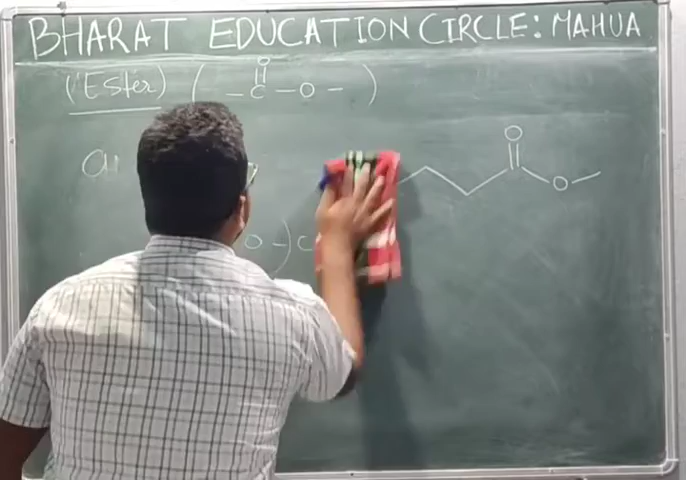 BHARAT EDUCATION CIRCLE: MAHUA
(Ester) ( -C-O- )
O
O
O
O-) C